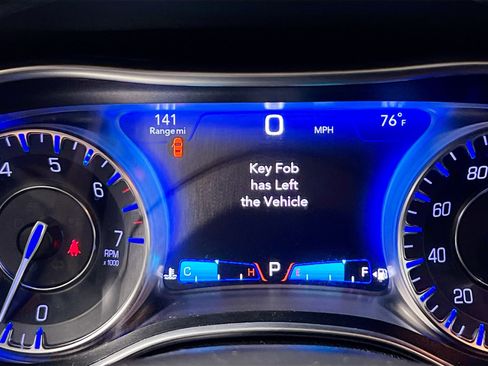 141
Range mi
0
MPH
76°F
Key Fob
has Left
the Vehicle
4
5
6
7
RPM
x1000
0
C
H
P
E
F
80
60
40
20